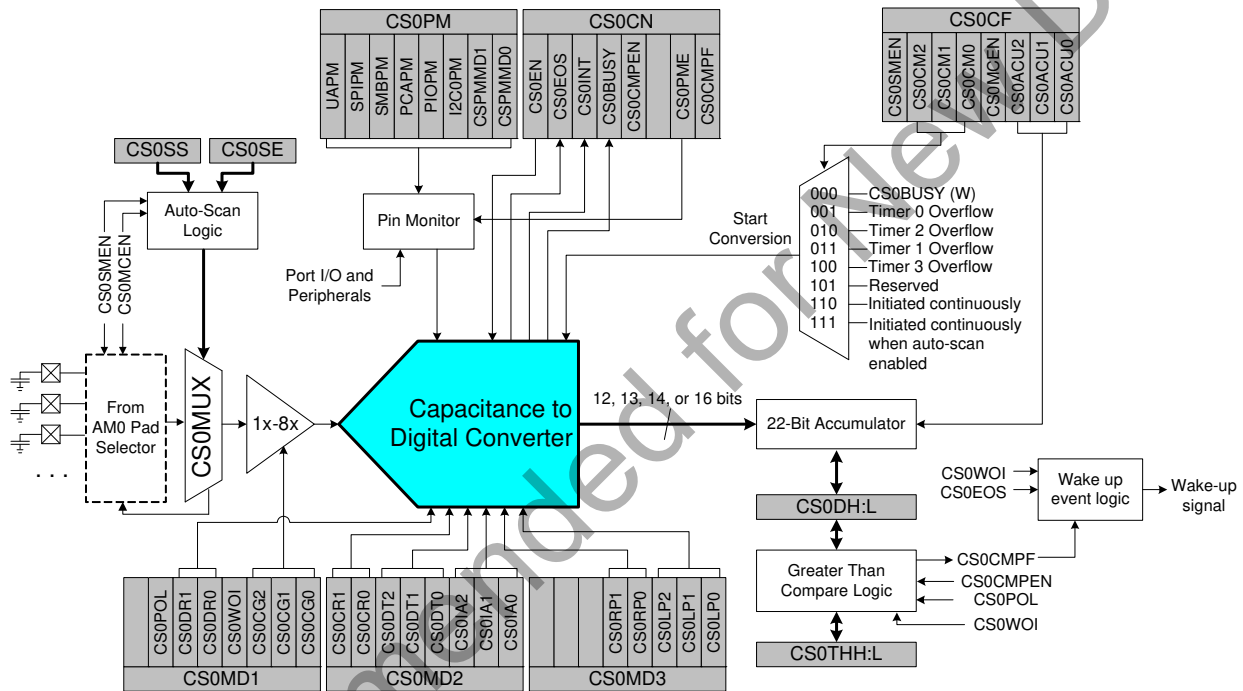 CS0PM
UAPM
SPIPM
SMBPM
PCAPM
PIOPM
I2C0PM
CSPMMD1
CSPMMD0
CS0CN
CS0EN
CS0EOS
CS0INT
CS0BUSY
CS0CMPEN
CS0PME
CS0CMPF
CS0CF
CS0SMEN
CS0CM2
CS0CM1
CS0CM0
CS0MCEN
CS0ACU2
CS0ACU1
CS0ACU0
CS0SS
CS0SE
Auto-Scan
Logic
CS0SMEN
CS0MCEN
Pin Monitor
Port I/O and
Peripherals
Start
Conversion
000 CS0BUSY (W)
001 Timer 0 Overflow
010 Timer 2 Overflow
011 Timer 1 Overflow
100 Timer 3 Overflow
101 Reserved
110 Initiated continuously
111 Initiated continuously
when auto-scan
enabled
From
AM0 Pad
Selector
. . .
CS0MUX
1x-8x
Capacitance to
Digital Converter
12, 13, 14, or 16 bits
22-Bit Accumulator
CS0DH:L
Greater Than
Compare Logic
CS0THH:L
CS0CMPF
CS0CMPEN
CS0POL
CS0WOI
CS0WOI
CS0EOS
Wake up
event logic
Wake-up
signal
CS0POL
CS0DR1
CS0DR0
CS0WOI
CS0CG2
CS0CG1
CS0CG0
CS0MD1
CS0CR1
CS0CR0
CS0DT2
CS0DT1
CS0DT0
CS0IA2
CS0IA1
CS0IA0
CS0MD2
CS0RP1
CS0RP0
CS0LP2
CS0LP1
CS0LP0
CS0MD3
mended for New D